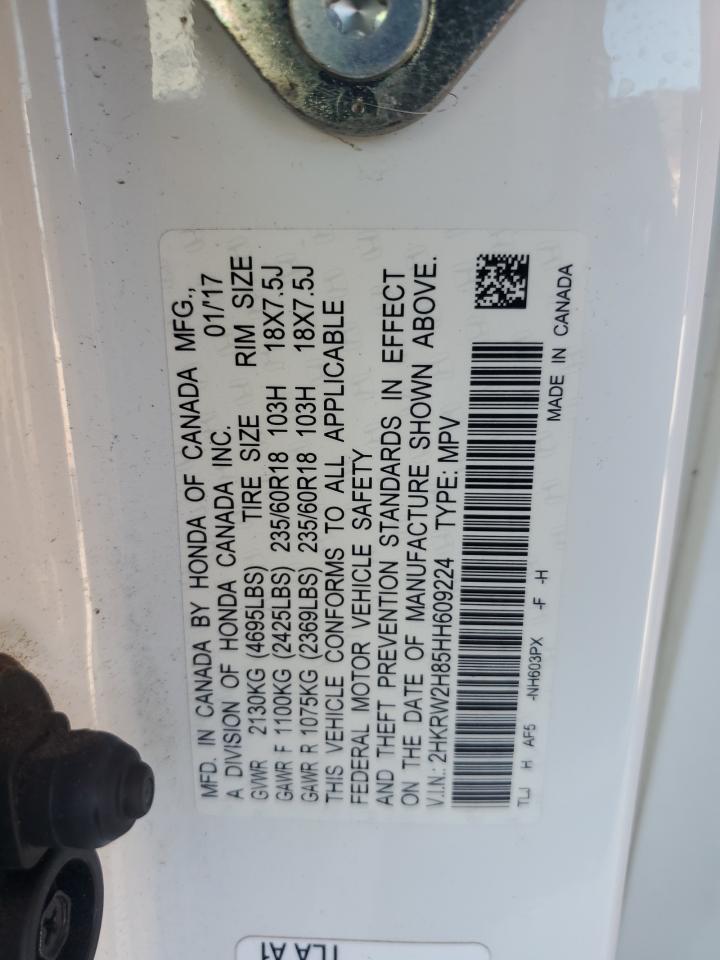 MFD. IN CANADA BY HONDA OF CANADA MFG.,
A DIVISION OF HONDA CANADA INC. 01/'17
GVWR 2130KG (4695LBS) TIRE SIZE RIM SIZE
GAWR F 1100KG (2425LBS) 235/60R18 103H 18X7.5J
GAWR R 1075KG (2369LBS) 235/60R18 103H 18X7.5J
THIS VEHICLE CONFORMS TO ALL APPLICABLE
FEDERAL MOTOR VEHICLE SAFETY
AND THEFT PREVENTION STANDARDS IN EFFECT
ON THE DATE OF MANUFACTURE SHOWN ABOVE.
V.I.N.: 2HKRW2H85HH609224 TYPE: MPV
TLJ H AF5 -NH603PX -F -H
MADE IN CANADA
TLA A1